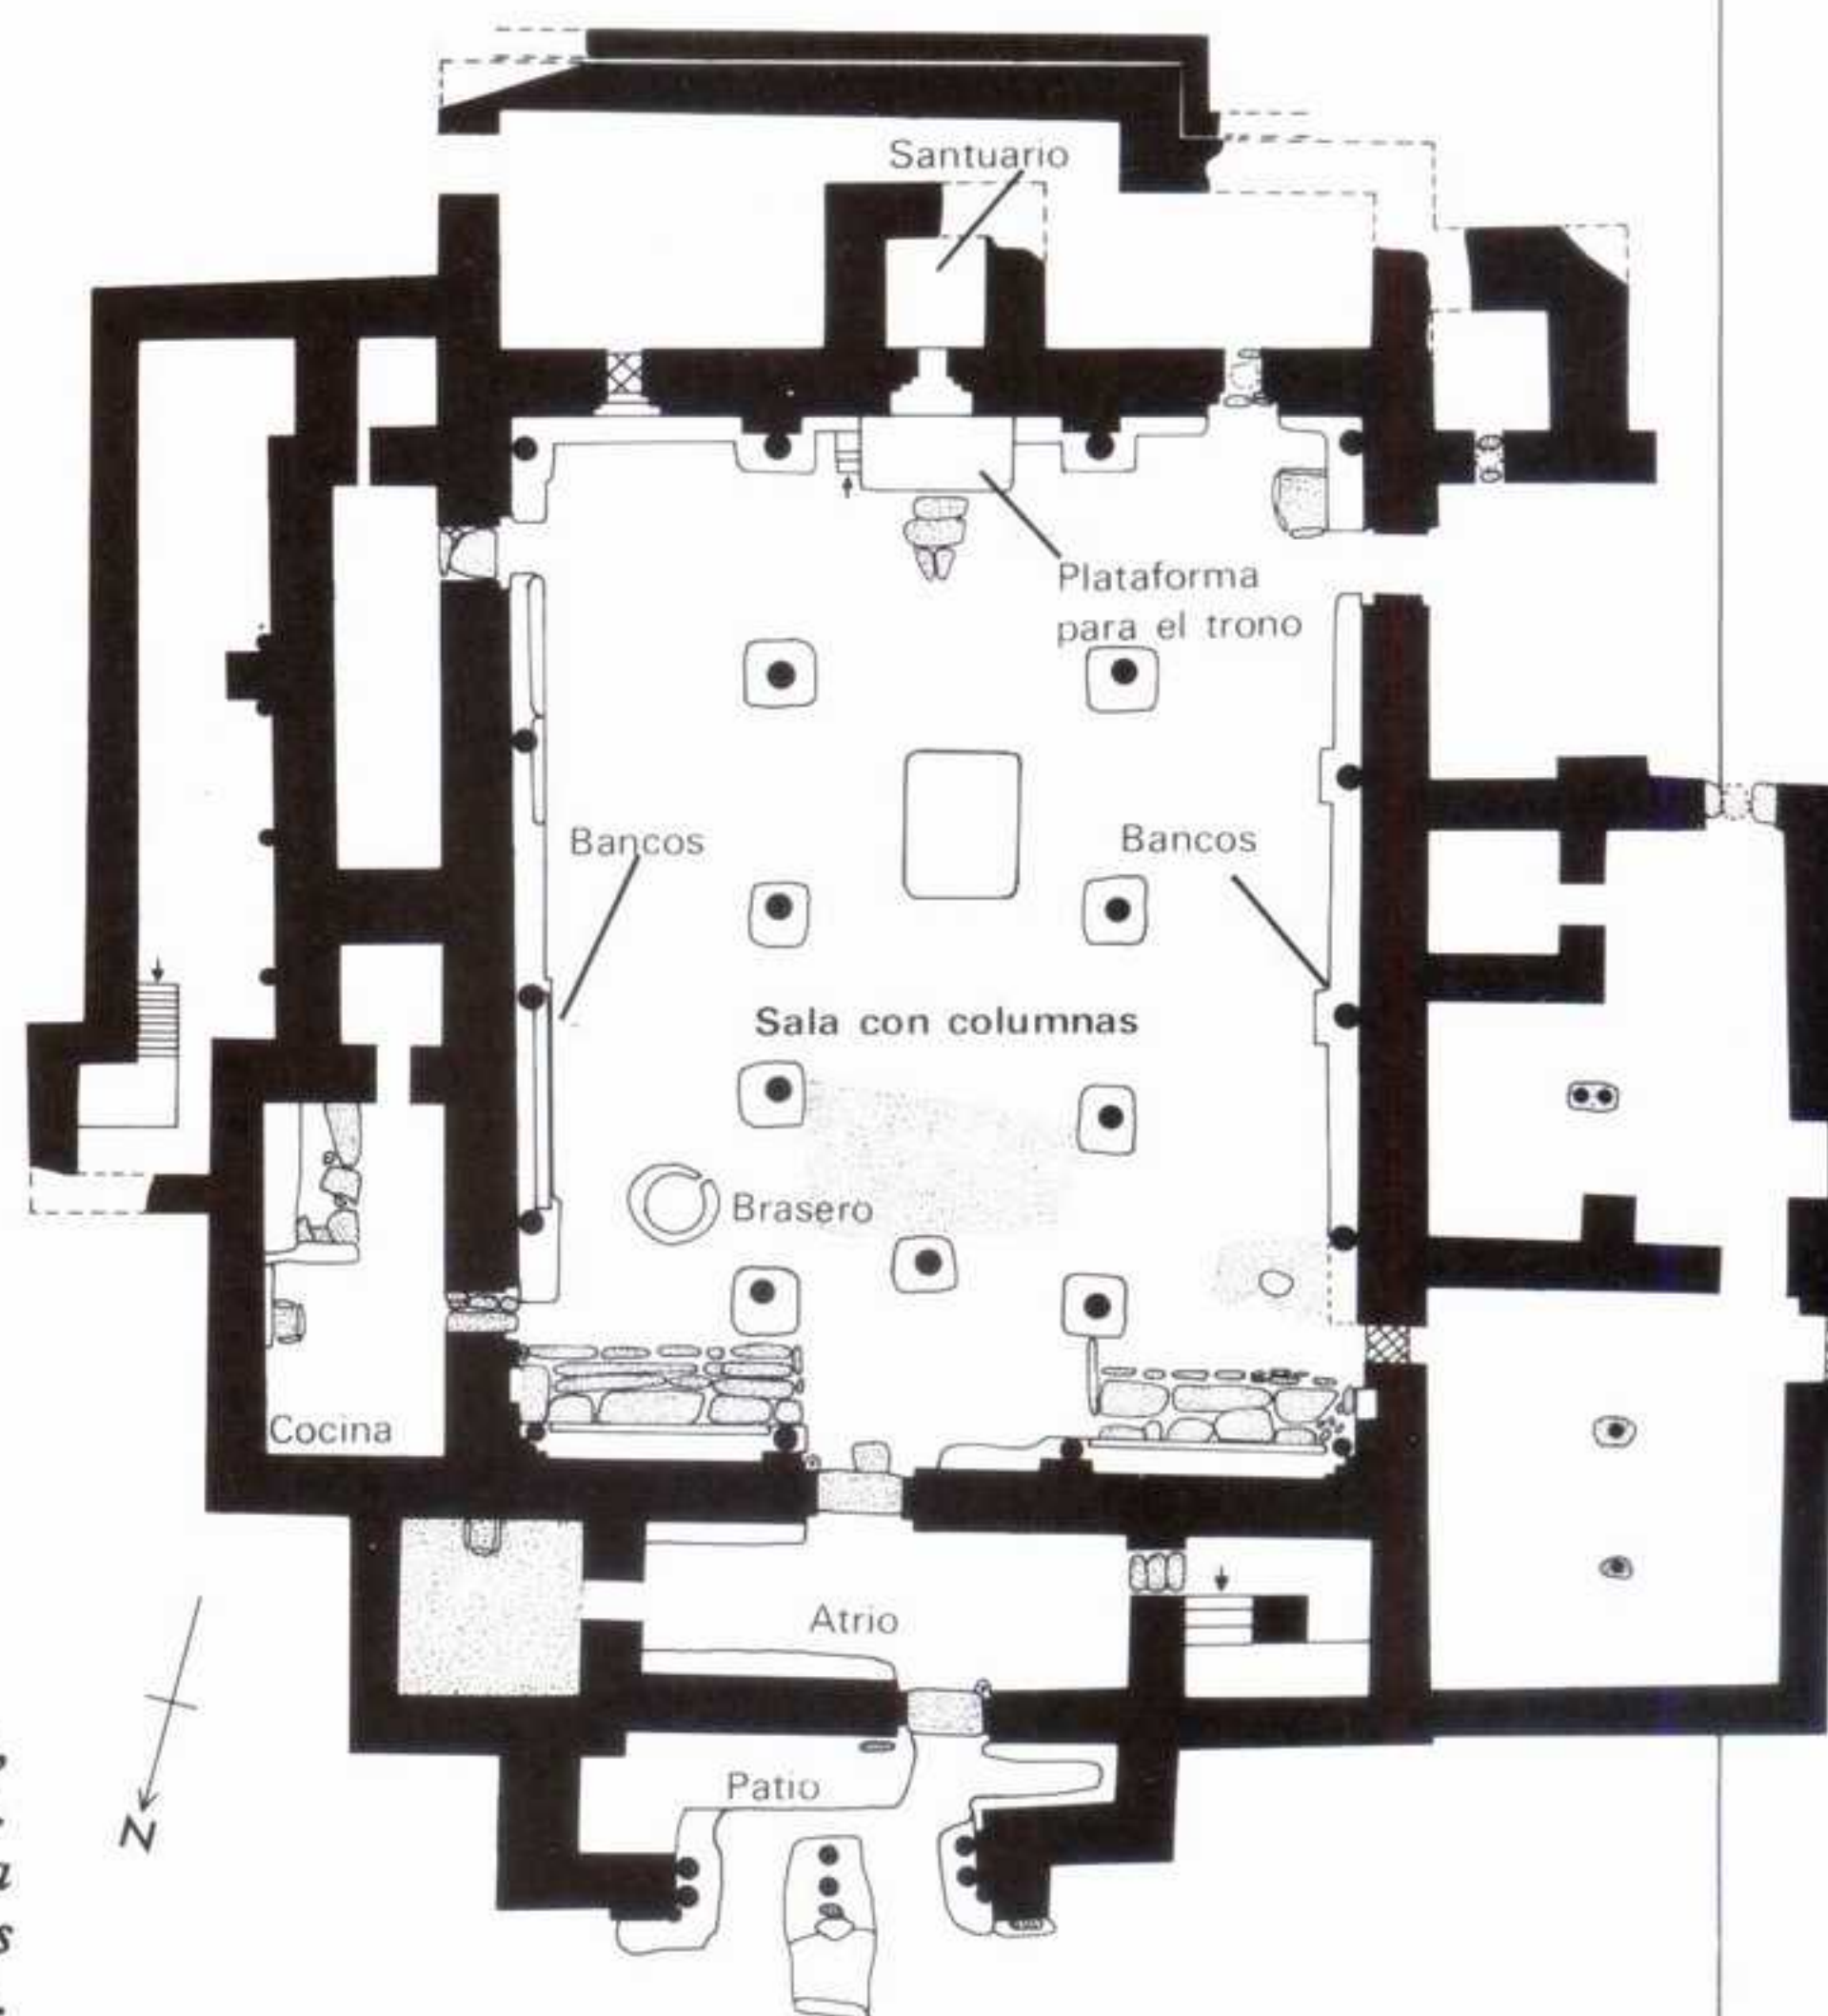 Santuario
Plataforma
para el trono
Bancos
Bancos
Sala con columnas
Brasero
Cocina
Atrio
Patio
N
a
s